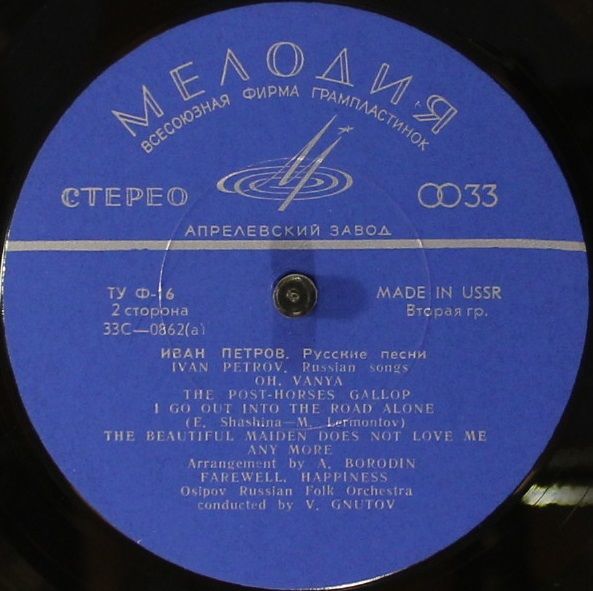 МЕЛОДИЯ
ВСЕСОЮЗНАЯ ФИРМА ГРАМПЛАСТИНОК
СТЕРЕО 33
АПРЕЛЕВСКИЙ ЗАВОД
ТУ Ф-16 MADE IN USSR
2 сторона Вторая гр.
33С—0862(а)
ИВАН ПЕТРОВ. Русские песни
IVAN PETROV. Russian songs
OH, VANYA
THE POST-HORSES GALLOP
I GO OUT INTO THE ROAD ALONE
(E. Shashina—M. Lermontov)
THE BEAUTIFUL MAIDEN DOES NOT LOVE ME
ANY MORE
Arrangement by A. BORODIN
FAREWELL, HAPPINESS
Osipov Russian Folk Orchestra
conducted by V. GNUTOV